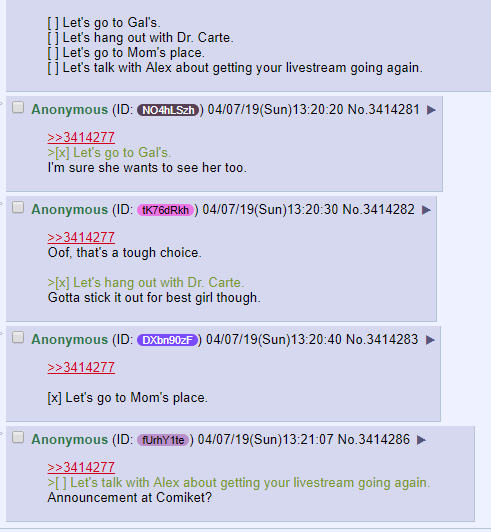 [ ] Let's go to Gal's.
[ ] Let's hang out with Dr. Carte.
[ ] Let's go to Mom's place.
[ ] Let's talk with Alex about getting your livestream going again.
Anonymous (ID: NO4hLSzh) 04/07/19(Sun)13:20:20 No.3414281 ▶
>>3414277
>[x] Let's go to Gal's.
I'm sure she wants to see her too.
Anonymous (ID: tK76dRkh) 04/07/19(Sun)13:20:30 No.3414282 ▶
>>3414277
Oof, that's a tough choice.
>[x] Let's hang out with Dr. Carte.
Gotta stick it out for best girl though.
Anonymous (ID: DXbn90zF) 04/07/19(Sun)13:20:40 No.3414283 ▶
>>3414277
[x] Let's go to Mom's place.
Anonymous (ID: fUrhY1te) 04/07/19(Sun)13:21:07 No.3414286 ▶
>>3414277
>[ ] Let's talk with Alex about getting your livestream going again.
Announcement at Comiket?